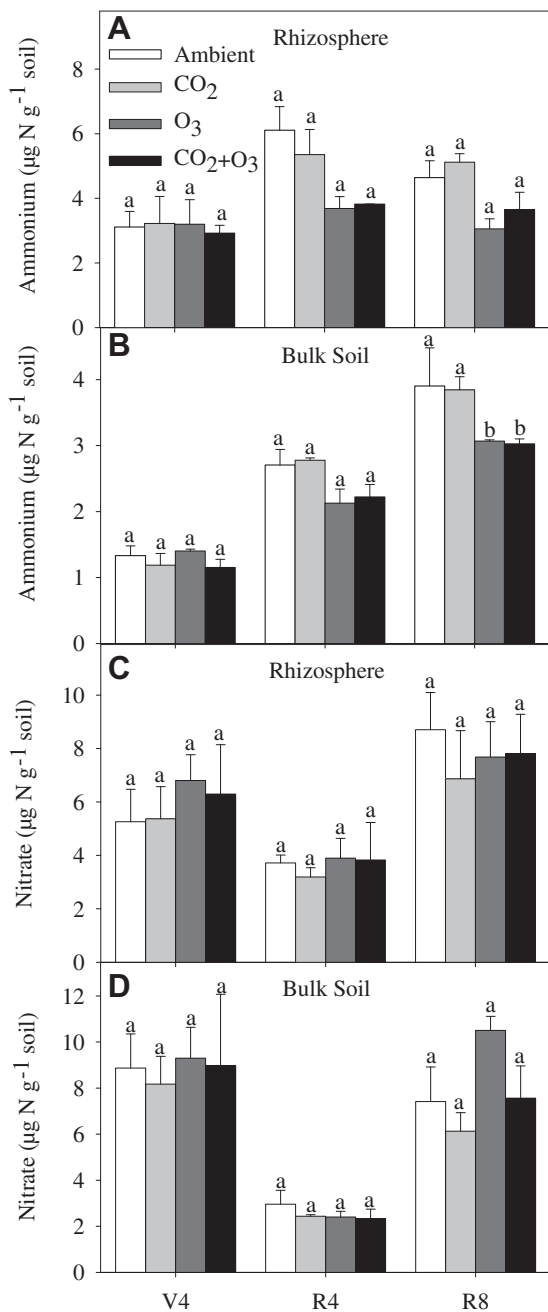 A
Rhizosphere
Ambient
CO2
O3
CO2+O3
Ammonium (µg N g-1 soil)
8
6
4
2
0
a a a a
a a a a
a a a a
B
Bulk Soil
Ammonium (µg N g-1 soil)
4
3
2
1
0
a a a a
a a a a
a a b b
C
Rhizosphere
Nitrate (µg N g-1 soil)
10
8
6
4
2
0
a a a a
a a a a
a a a a
D
Bulk Soil
Nitrate (µg N g-1 soil)
12
10
8
6
4
2
0
a a a a
a a a a
a a a a
V4 R4 R8